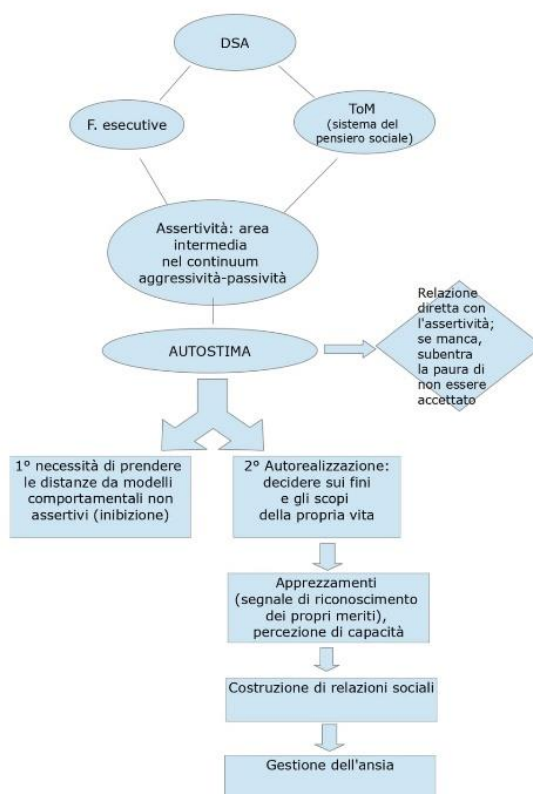 DSA
F. esecutive
ToM
(sistema del
pensiero sociale)
Assertività: area
intermedia
nel continuum
aggressività-passività
Relazione
diretta con
l'assertività;
se manca,
subentra
la paura di
non essere
accettato
AUTOSTIMA
1° necessità di prendere
le distanze da modelli
comportamentali non
assertivi (inibizione)
2° Autorealizzazione:
decidere sui fini
e gli scopi
della propria vita
Apprezzamenti
(segnale di riconoscimento
dei propri meriti),
percezione di capacità
Costruzione di relazioni sociali
Gestione dell'ansia